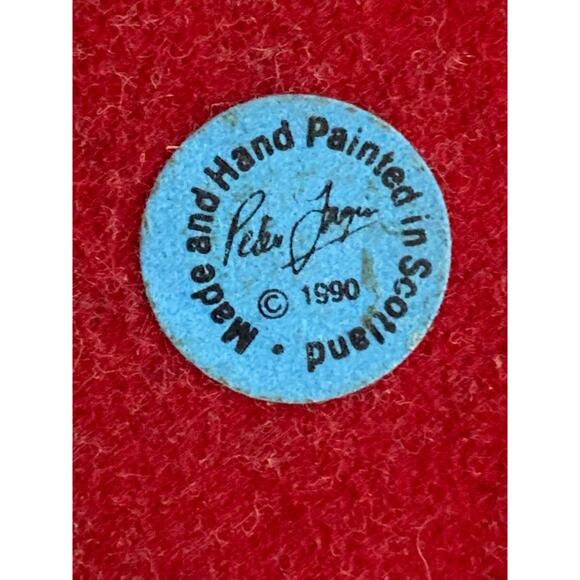 Made and Hand Painted in Scotland •
Peter Fagan
© 1990